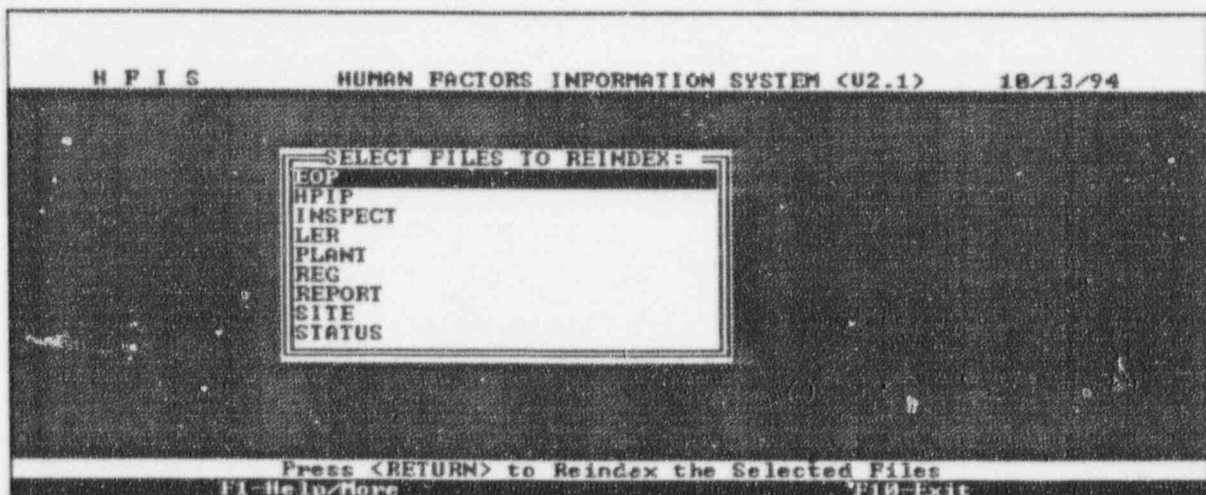 H F I S HUMAN FACTORS INFORMATION SYSTEM (V2.1) 10/13/94
SELECT FILES TO REINDEX:
EOP
HPIP
INSPECT
LER
PLANT
REG
REPORT
SITE
STATUS
Press <RETURN> to Reindex the Selected Files
F1-Help/More F10-Exit